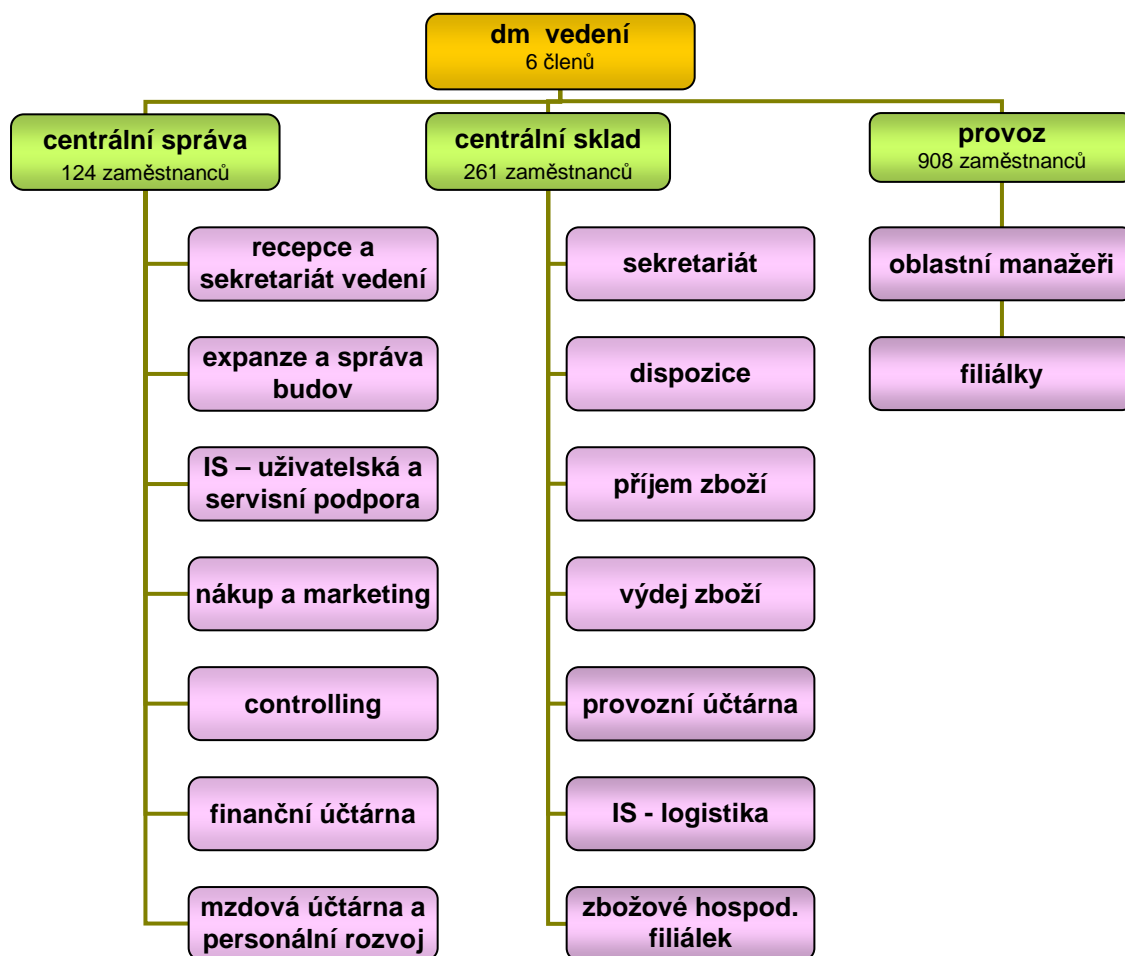 dm  vedení
6 členů
centrální správa
124 zaměstnanců
centrální sklad
261 zaměstnanců
provoz
908 zaměstnanců
recepce a
sekretariát vedení
expanze a správa
budov
IS – uživatelská a
servisní podpora
nákup a marketing
controlling
finanční účtárna
mzdová účtárna a
personální rozvoj
sekretariát
dispozice
příjem zboží
výdej zboží
provozní účtárna
IS - logistika
zbožové hospod.
filiálek
oblastní manažeři
filiálky